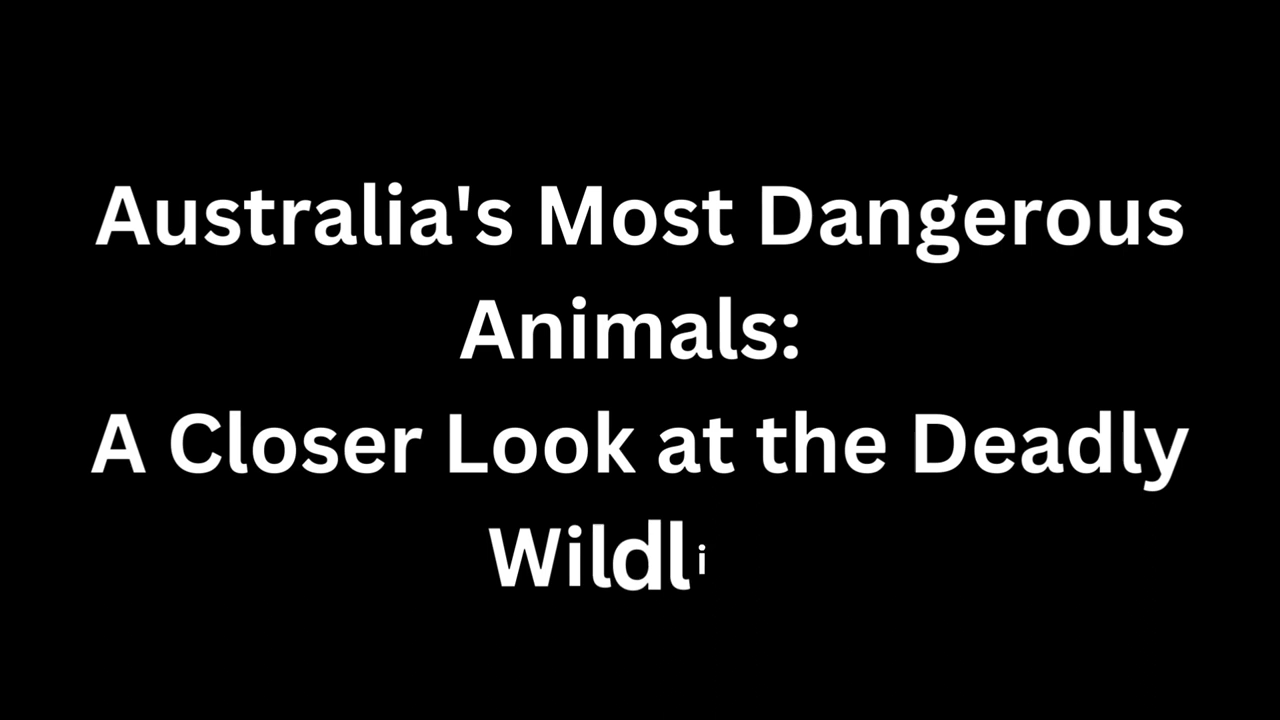 Australia's Most Dangerous
Animals:
A Closer Look at the Deadly
Wildli